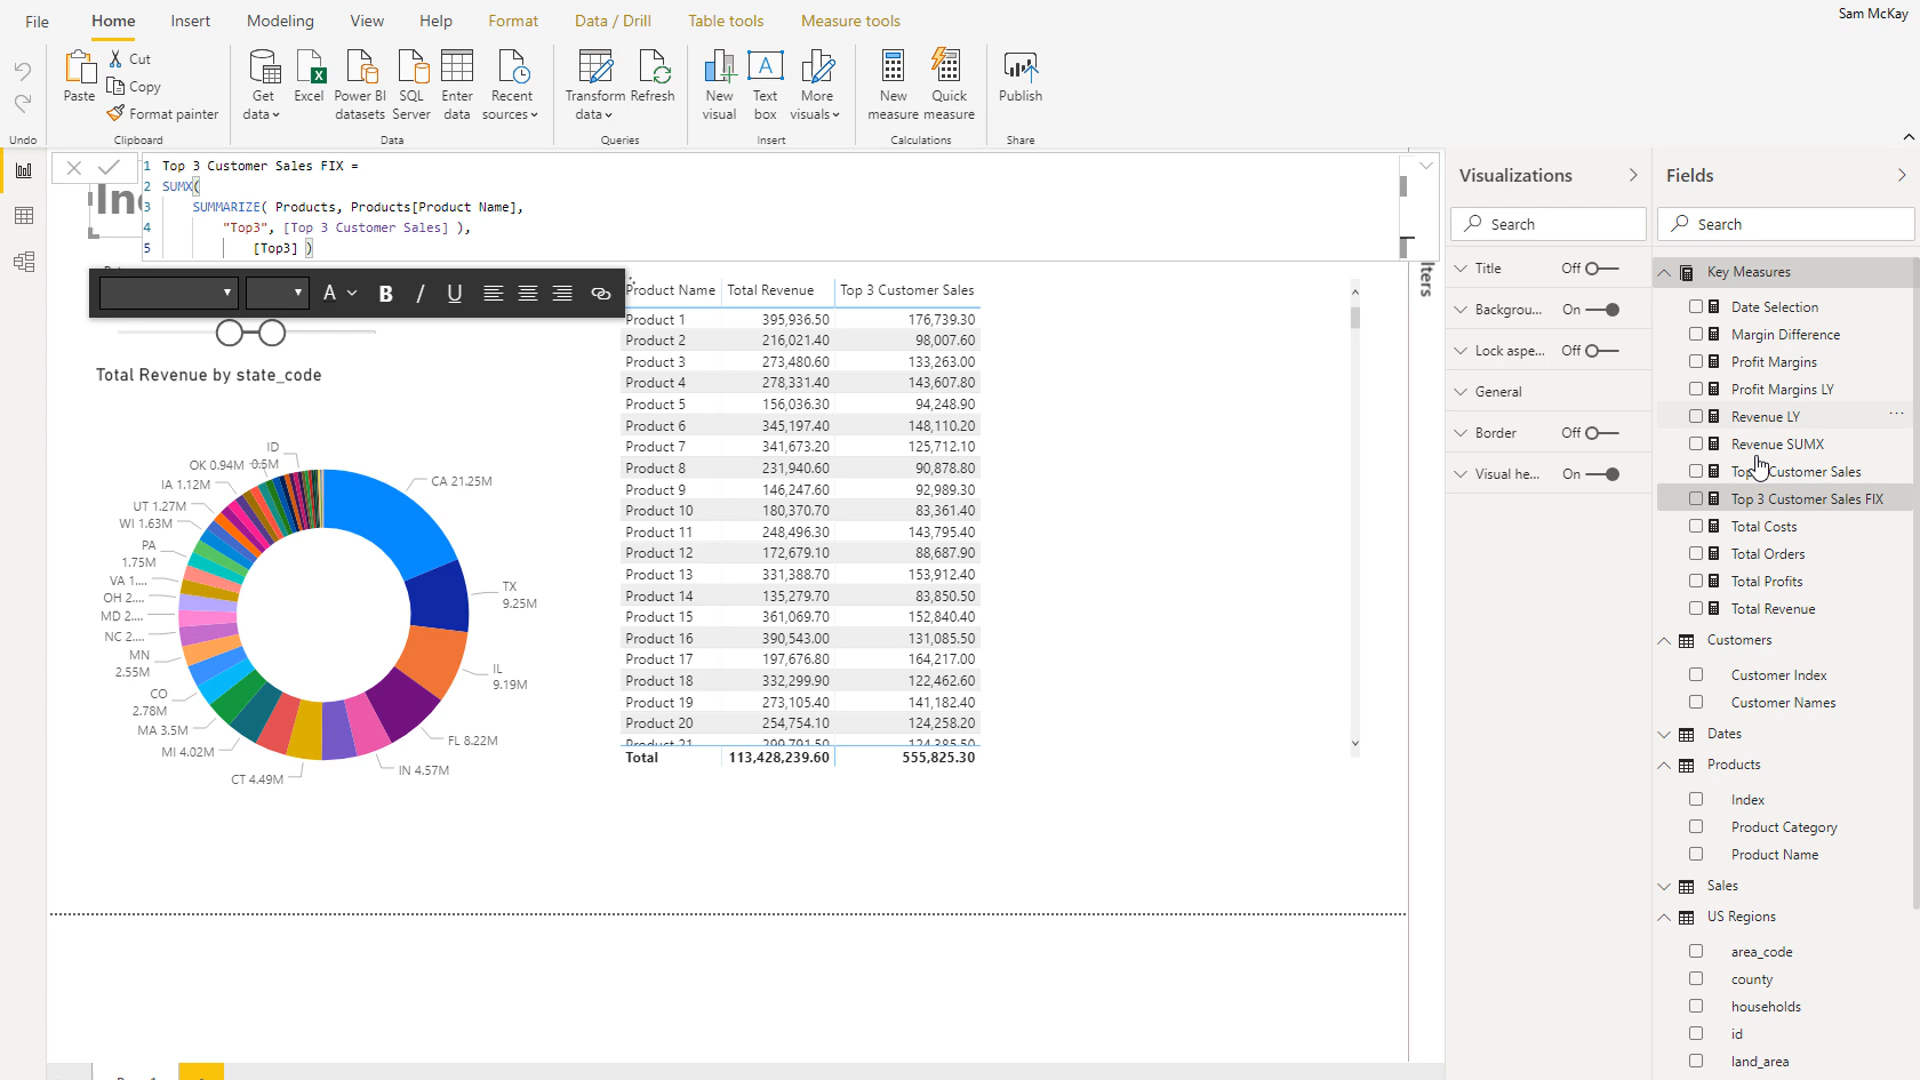 Sam McKay
File Home Insert Modeling View Help Format Data / Drill Table tools Measure tools
Paste Cut Copy Format painter
Get data Excel Power BI datasets SQL Server Enter data Recent sources
Transform data Refresh
New visual Text box More visuals
New measure Quick measure
Publish
Undo Clipboard Data Queries Insert Calculations Share
1 Top 3 Customer Sales FIX =
2 SUMX(
3 SUMMARIZE( Products, Products[Product Name],
4 "Top3", [Top 3 Customer Sales] ),
5 [Top3] )
A B / U
Total Revenue by state_code
ID
OK 0.94M 0.5M
IA 1.12M
UT 1.27M
WI 1.63M
PA
1.75M
VA 1....
OH 2....
MD 2....
NC 2....
MN
2.55M
CO
2.78M
MA 3.5M
MI 4.02M
CT 4.49M
IN 4.57M
FL 8.22M
IL
9.19M
TX
9.25M
CA 21.25M
Product Name Total Revenue Top 3 Customer Sales
Product 1 395,936.50 176,739.30
Product 2 216,021.40 98,007.60
Product 3 273,480.60 133,263.00
Product 4 278,331.40 143,607.80
Product 5 156,036.30 94,248.90
Product 6 345,197.40 148,110.20
Product 7 341,673.20 125,712.10
Product 8 231,940.60 90,878.80
Product 9 146,247.60 92,989.30
Product 10 180,370.70 83,361.40
Product 11 248,496.30 143,795.40
Product 12 172,679.10 88,687.90
Product 13 331,388.70 153,912.40
Product 14 135,279.70 83,850.50
Product 15 361,069.70 152,840.40
Product 16 390,543.00 131,085.50
Product 17 197,676.80 164,217.00
Product 18 332,299.90 122,462.60
Product 19 273,105.40 141,182.40
Product 20 254,754.10 124,258.20
Product 21 299,791.50 124,385.50
Total 113,428,239.60 555,825.30
Visualizations
Search
Title Off
Backgrou... On
Lock aspe... Off
General
Border Off
Visual he... On
Fields
Search
Key Measures
Date Selection
Margin Difference
Profit Margins
Profit Margins LY
Revenue LY
Revenue SUMX
Customer Sales
Top 3 Customer Sales FIX
Total Costs
Total Orders
Total Profits
Total Revenue
Customers
Customer Index
Customer Names
Dates
Products
Index
Product Category
Product Name
Sales
US Regions
area_code
county
households
id
land_area